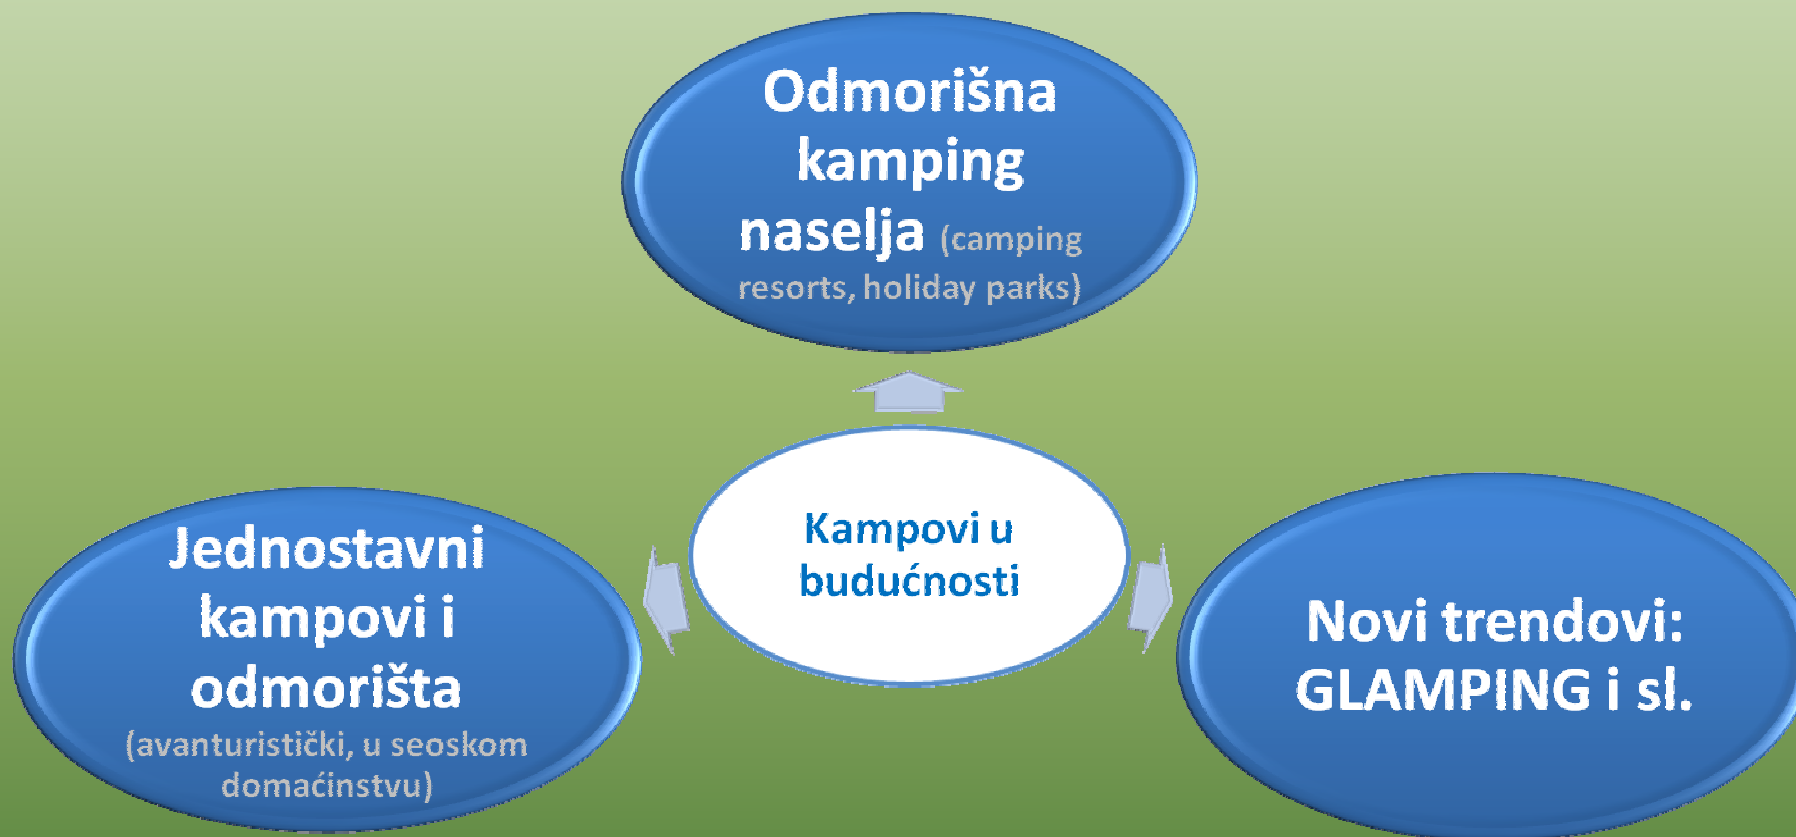 Odmorišna
kamping
naselja (camping
resorts, holiday parks)
Kampovi u
budućnosti
Jednostavni
kampovi i
odmorišta
(avanturistički, u seoskom
domaćinstvu)
Novi trendovi:
GLAMPING i sl.